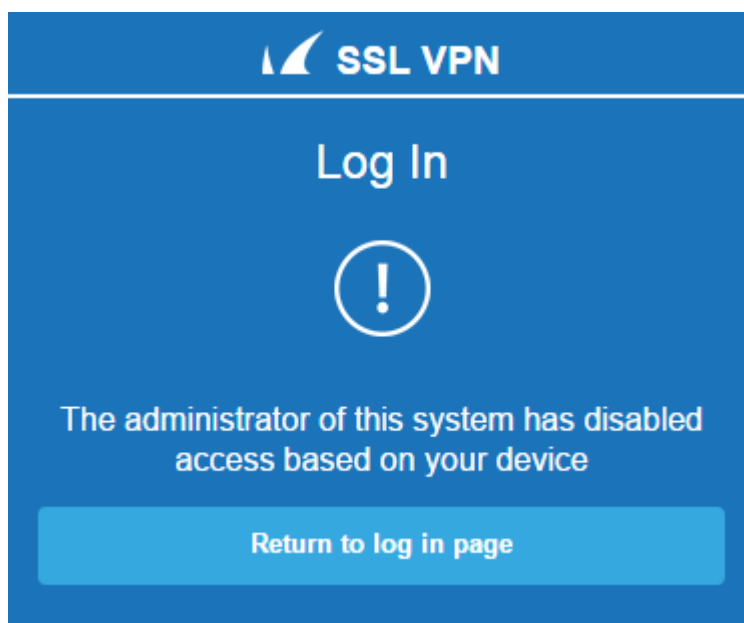 SSL VPN
Log In
!
The administrator of this system has disabled
access based on your device
Return to log in page